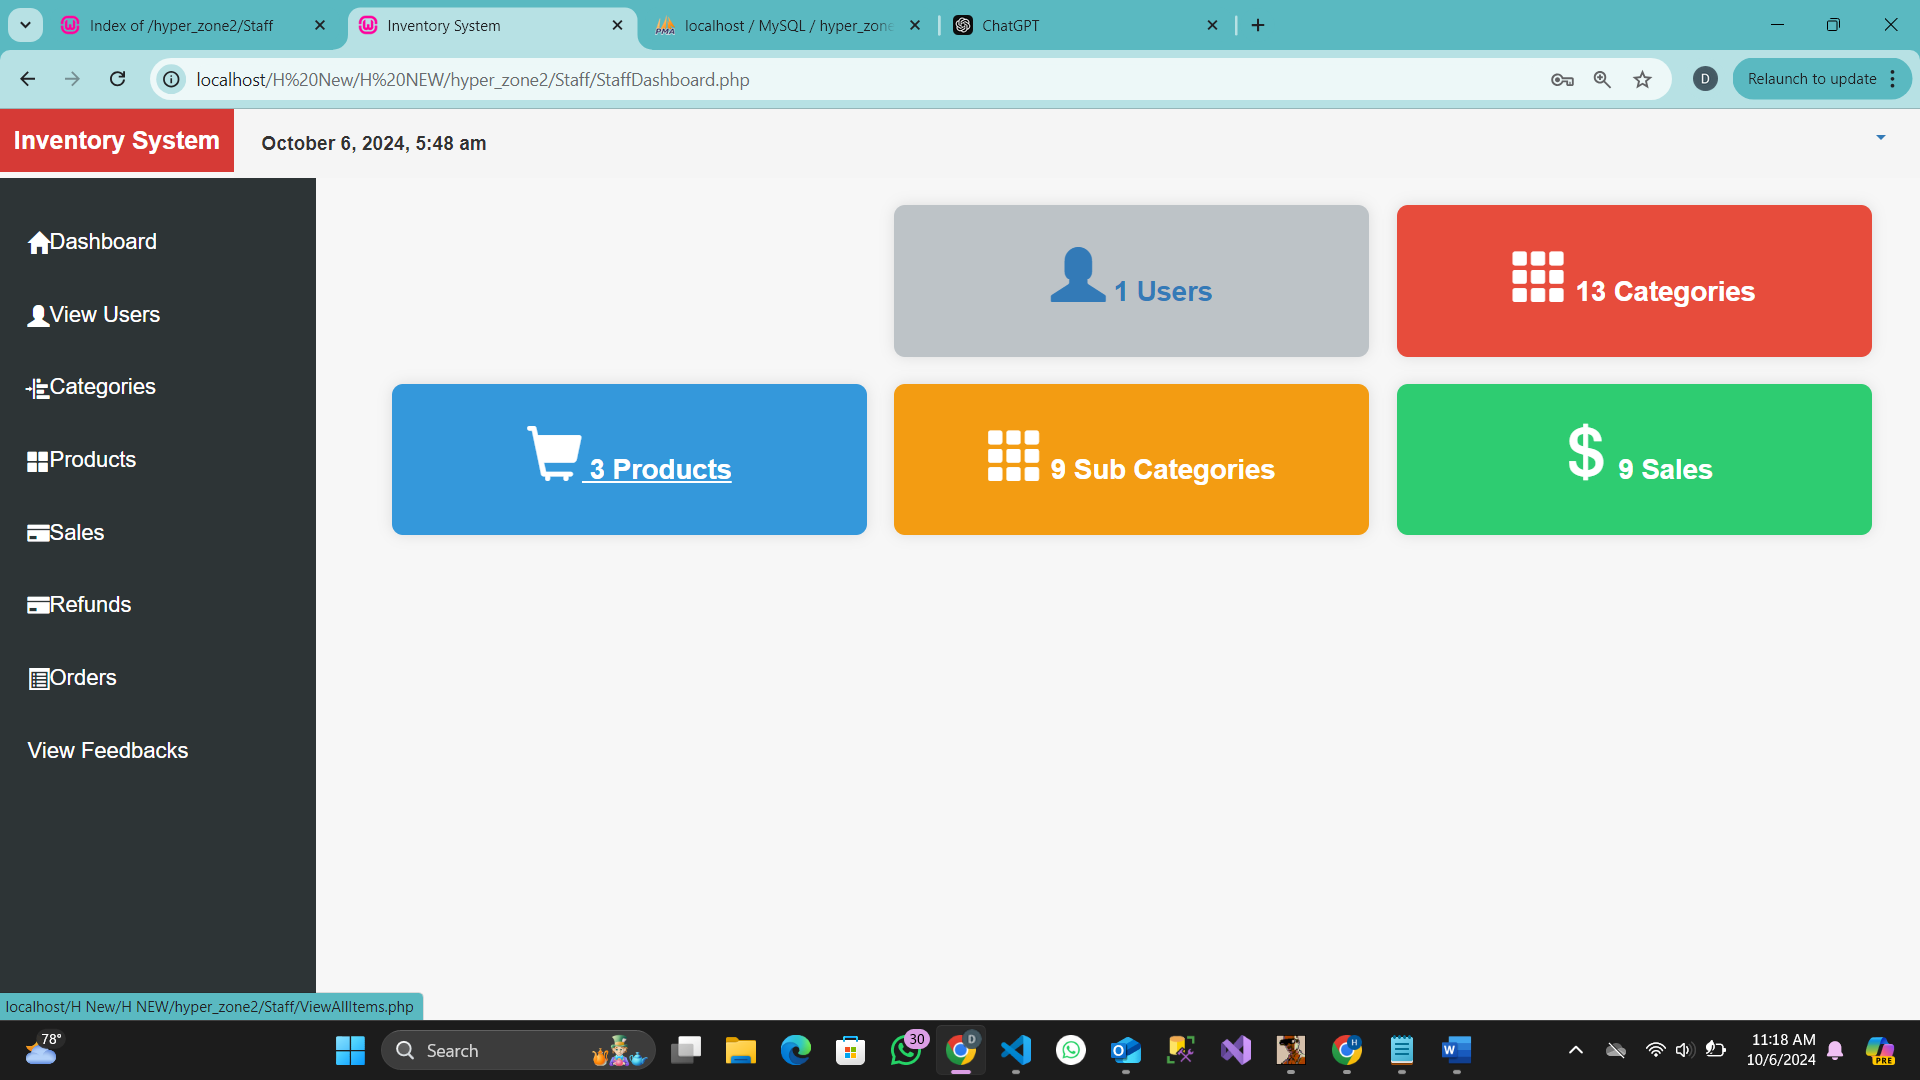 Index of /hyper_zone2/Staff
Inventory System
localhost / MySQL / hyper_zone
ChatGPT
localhost/H%20New/H%20NEW/hyper_zone2/Staff/StaffDashboard.php
D
Relaunch to update
Inventory System
October 6, 2024, 5:48 am
Dashboard
View Users
Categories
Products
Sales
Refunds
Orders
View Feedbacks
1 Users
13 Categories
3 Products
9 Sub Categories
$ 9 Sales
localhost/H New/H NEW/hyper_zone2/Staff/ViewAllItems.php
78°
Search
30
D
H
11:18 AM
10/6/2024
PRE